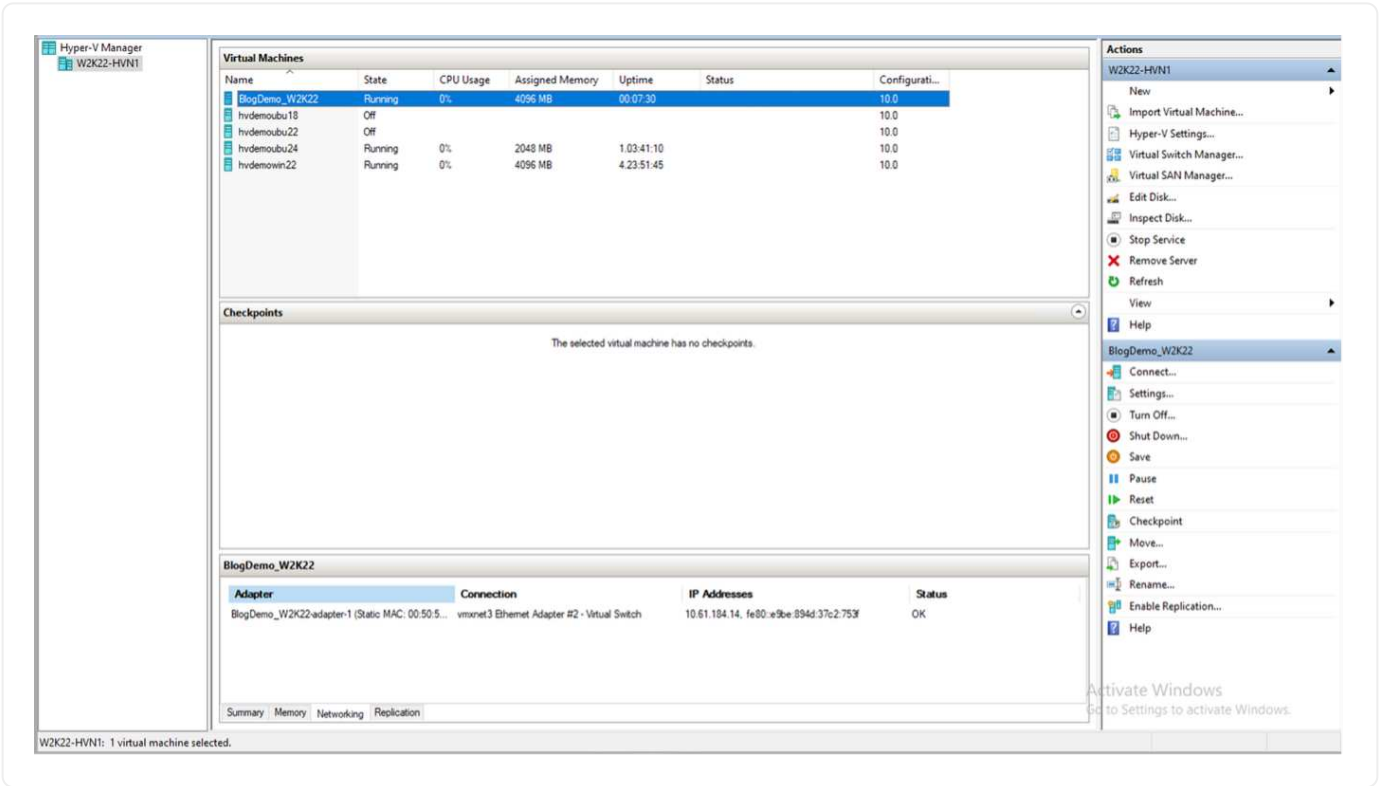 Hyper-V Manager
W2K22-HVN1
Virtual Machines
Name State CPU Usage Assigned Memory Uptime Status Configurati...
BlogDemo_W2K22 Running 0% 4096 MB 00:07:30 10.0
hvdemoubu18 Off 10.0
hvdemoubu22 Off 10.0
hvdemoubu24 Running 0% 2048 MB 1.03:41:10 10.0
hvdemowin22 Running 0% 4096 MB 4.23:51:45 10.0
Checkpoints
The selected virtual machine has no checkpoints.
BlogDemo_W2K22
Adapter Connection IP Addresses Status
BlogDemo_W2K22-adapter-1 (Static MAC: 00:50:5... vmxnet3 Ethernet Adapter #2 - Virtual Switch 10.61.184.14, fe80::e9be:894d:37c2:753f OK
Summary Memory Networking Replication
Actions
W2K22-HVN1
New
Import Virtual Machine...
Hyper-V Settings...
Virtual Switch Manager...
Virtual SAN Manager...
Edit Disk...
Inspect Disk...
Stop Service
Remove Server
Refresh
View
Help
BlogDemo_W2K22
Connect...
Settings...
Turn Off...
Shut Down...
Save
Pause
Reset
Checkpoint
Move...
Export...
Rename...
Enable Replication...
Help
Activate Windows
Go to Settings to activate Windows.
W2K22-HVN1: 1 virtual machine selected.